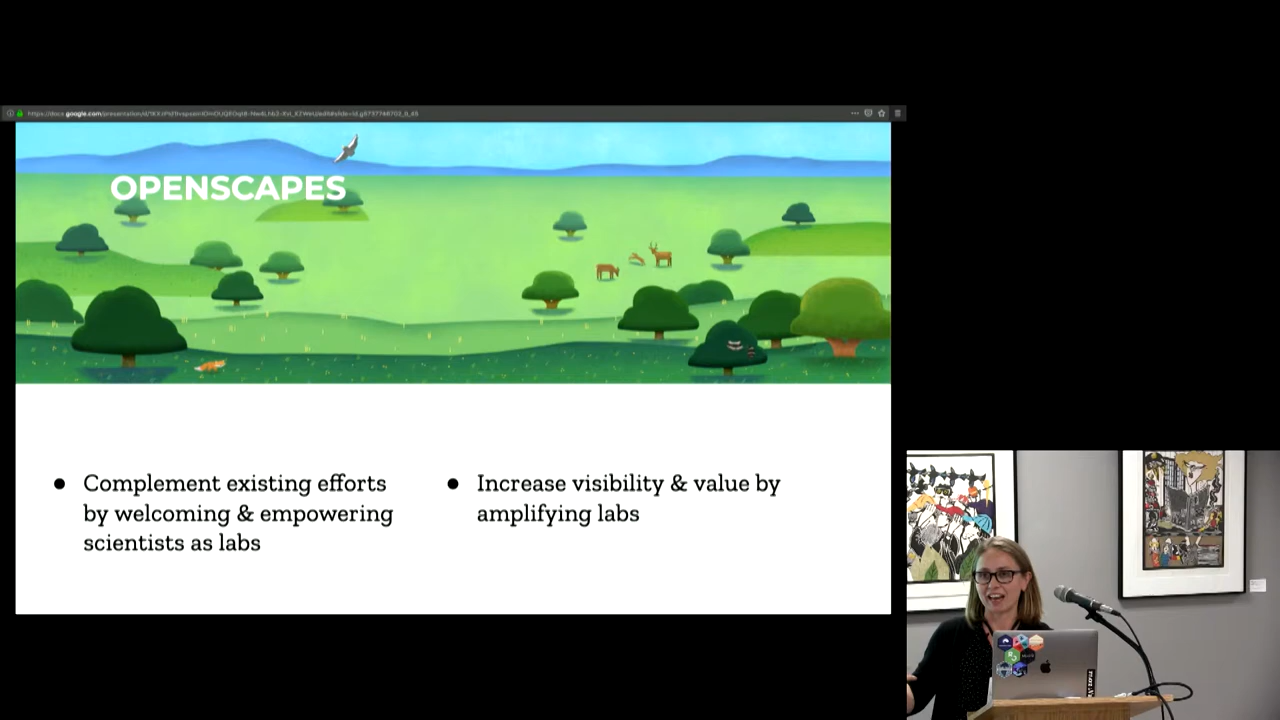 OPENSCAPES
● Complement existing efforts
by welcoming & empowering
scientists as labs
● Increase visibility & value by
amplifying labs